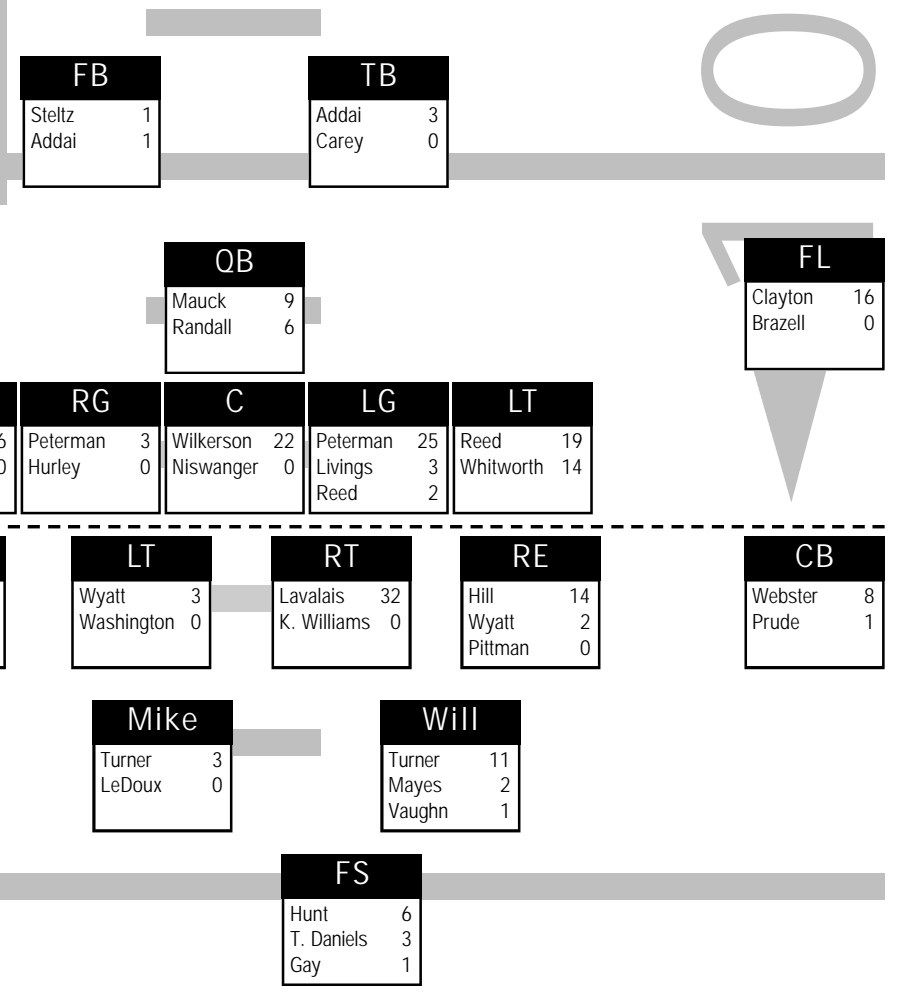 FB
Steltz 1
Addai 1
TB
Addai 3
Carey 0
QB
Mauck 9
Randall 6
FL
Clayton 16
Brazell 0
6
0
RG
Peterman 3
Hurley 0
C
Wilkerson 22
Niswanger 0
LG
Peterman 25
Livings 3
Reed 2
LT
Reed 19
Whitworth 14
LT
Wyatt 3
Washington 0
RT
Lavalais 32
K. Williams 0
RE
Hill 14
Wyatt 2
Pittman 0
CB
Webster 8
Prude 1
Mike
Turner 3
LeDoux 0
Will
Turner 11
Mayes 2
Vaughn 1
FS
Hunt 6
T. Daniels 3
Gay 1